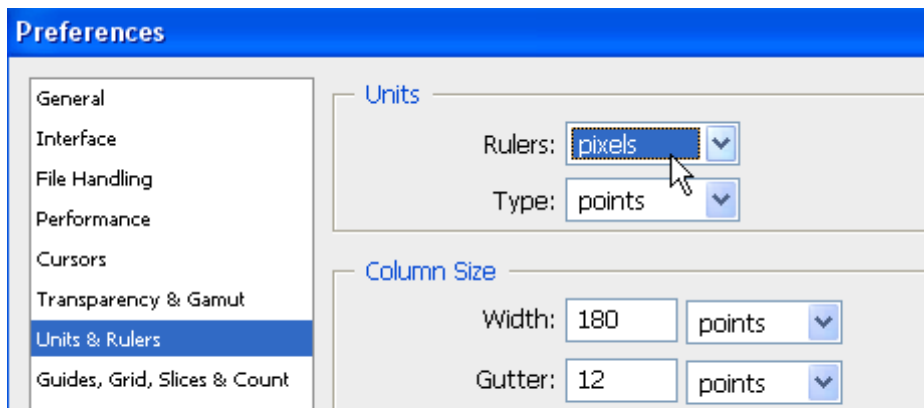 Preferences
General
Interface
File Handling
Performance
Cursors
Transparency & Gamut
Units & Rulers
Guides, Grid, Slices & Count
Units
Rulers: pixels
Type: points
Column Size
Width: 180 points
Gutter: 12 points